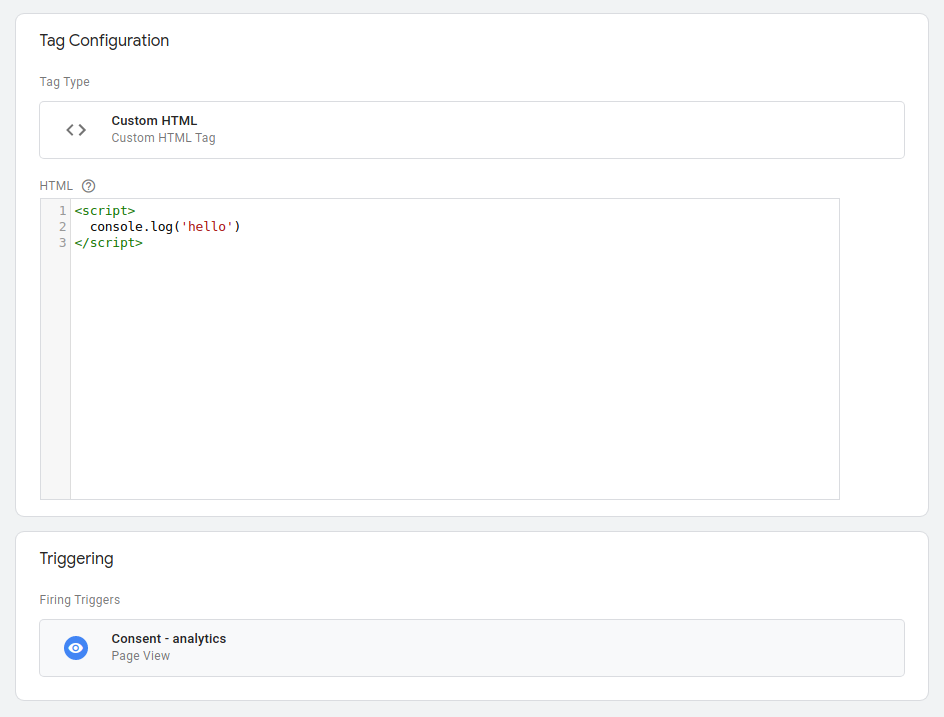 Tag Configuration
Tag Type
Custom HTML
Custom HTML Tag
HTML ?
1 <script>
2   console.log('hello')
3 </script>
Triggering
Firing Triggers
Consent - analytics
Page View